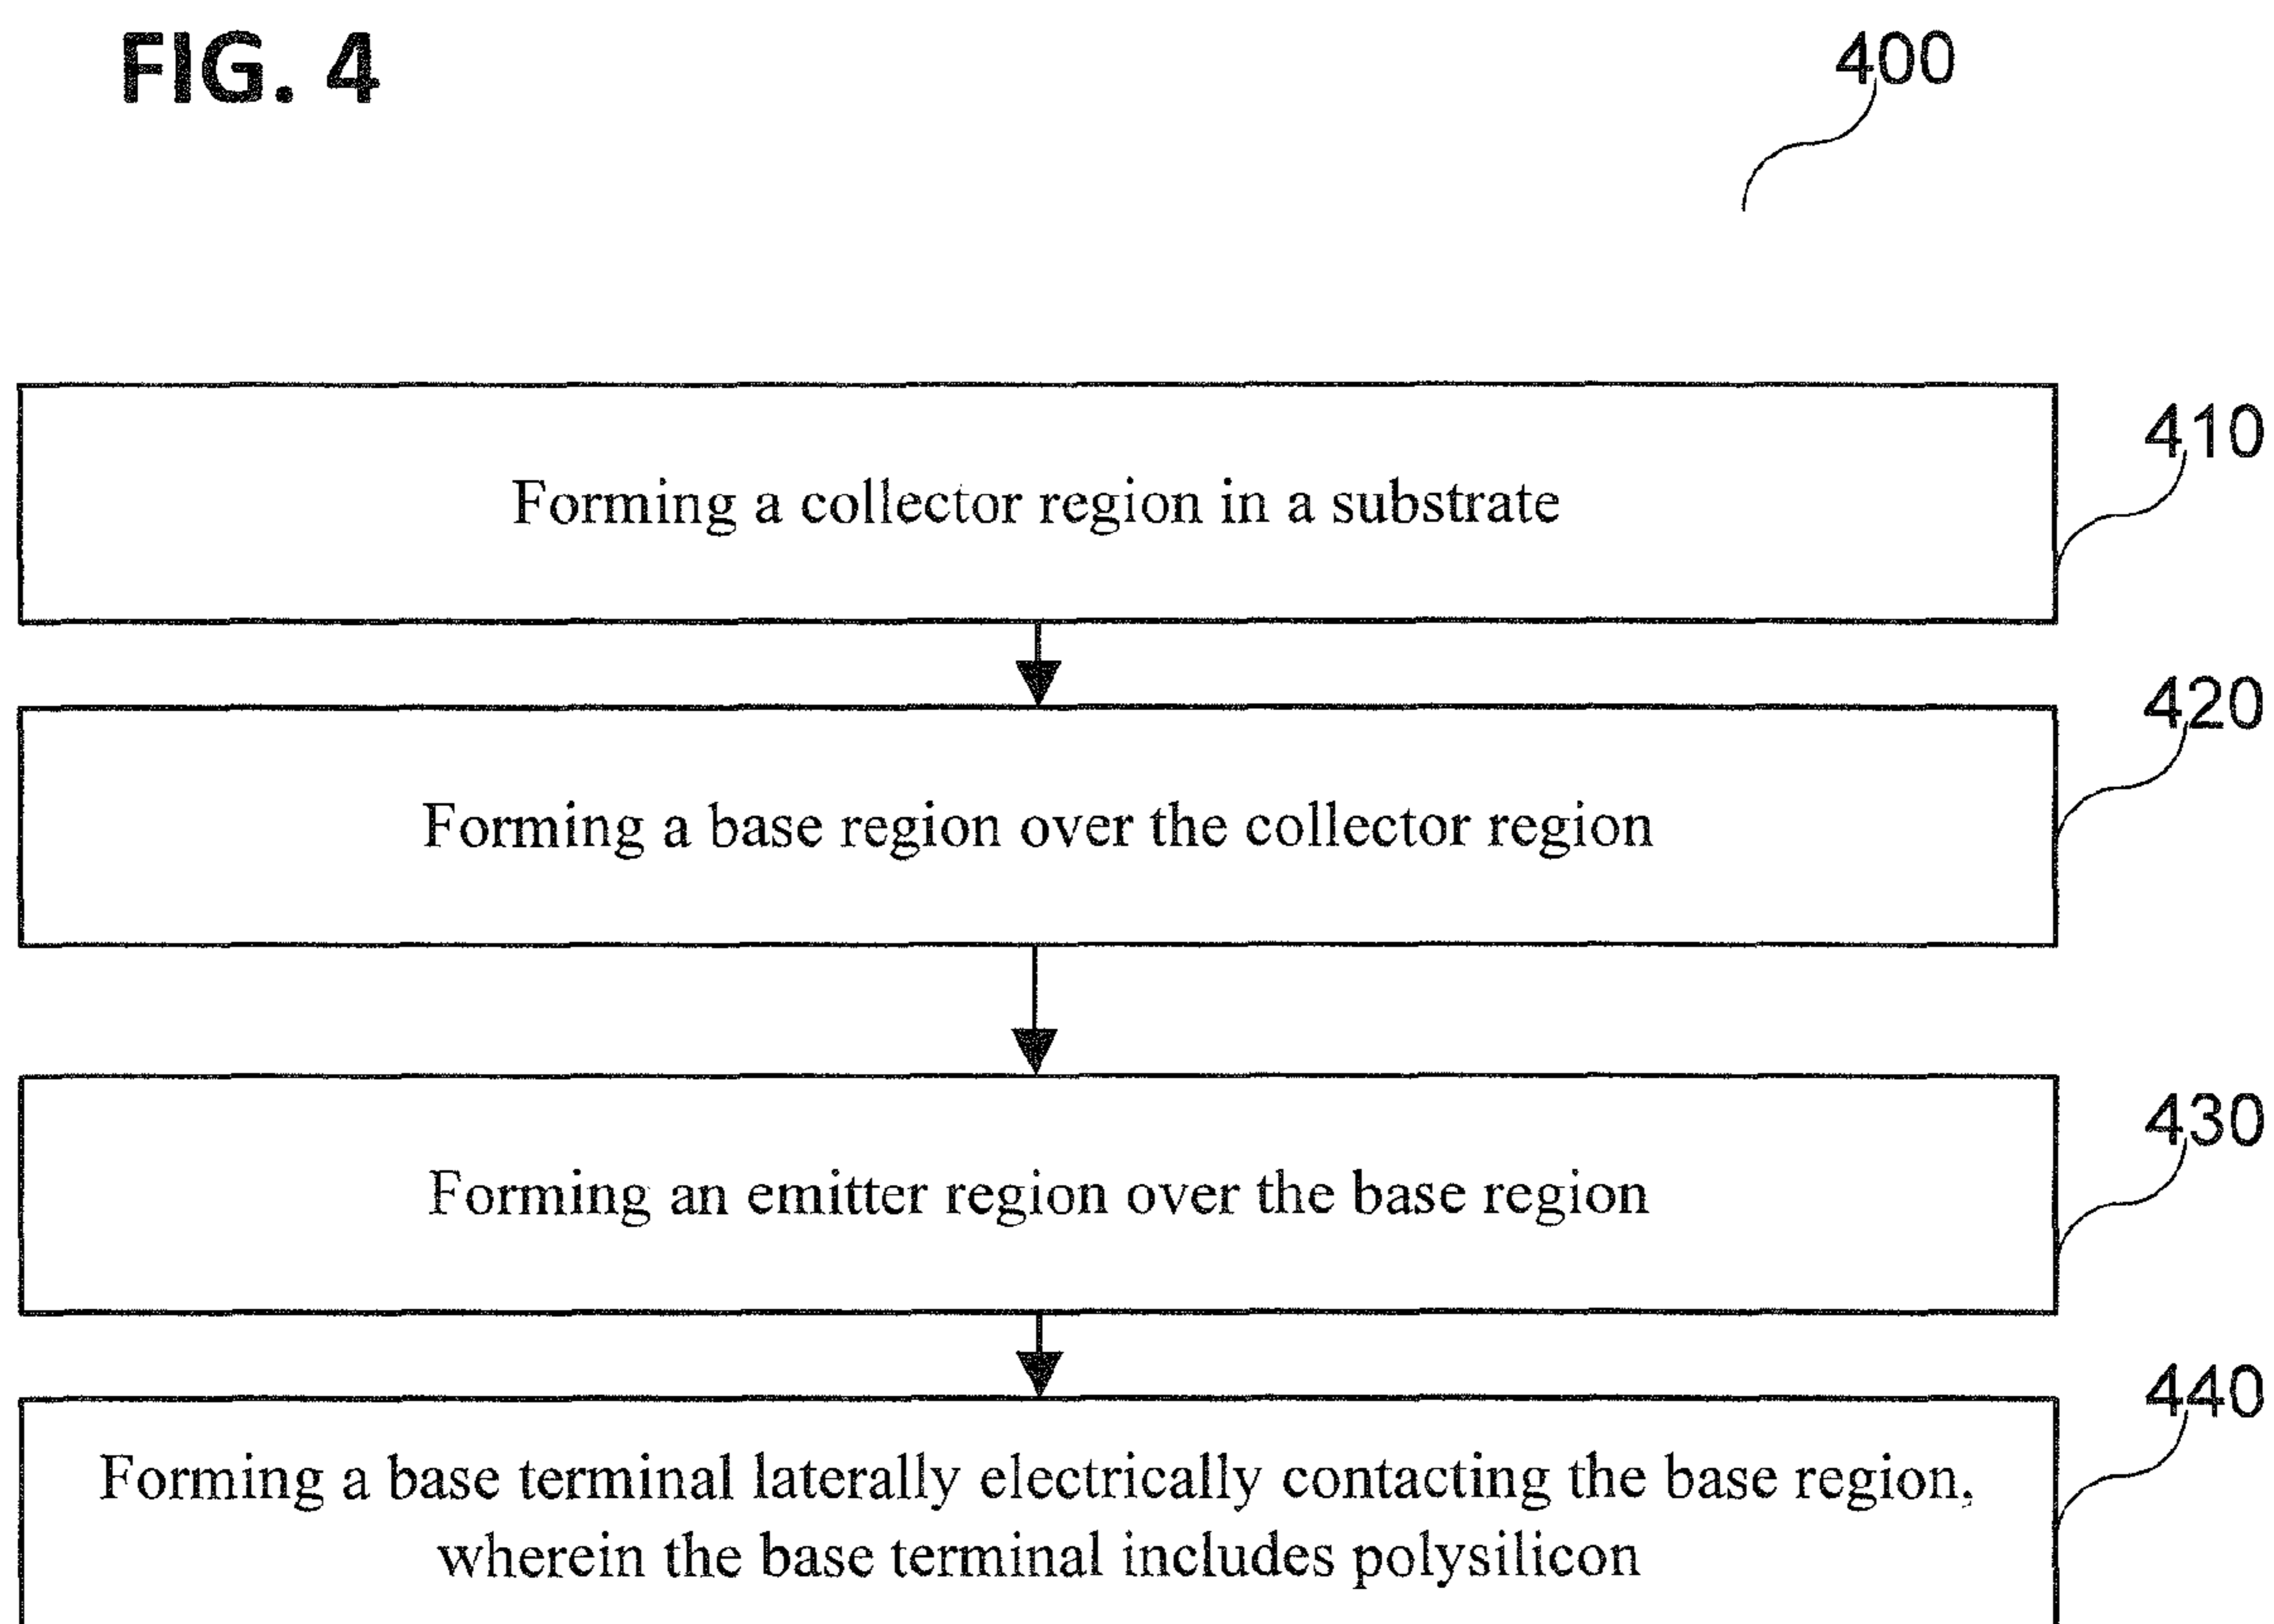 FIG. 4
400
410
Forming a collector region in a substrate
420
Forming a base region over the collector region
430
Forming an emitter region over the base region
440
Forming a base terminal laterally electrically contacting the base region,
wherein the base terminal includes polysilicon